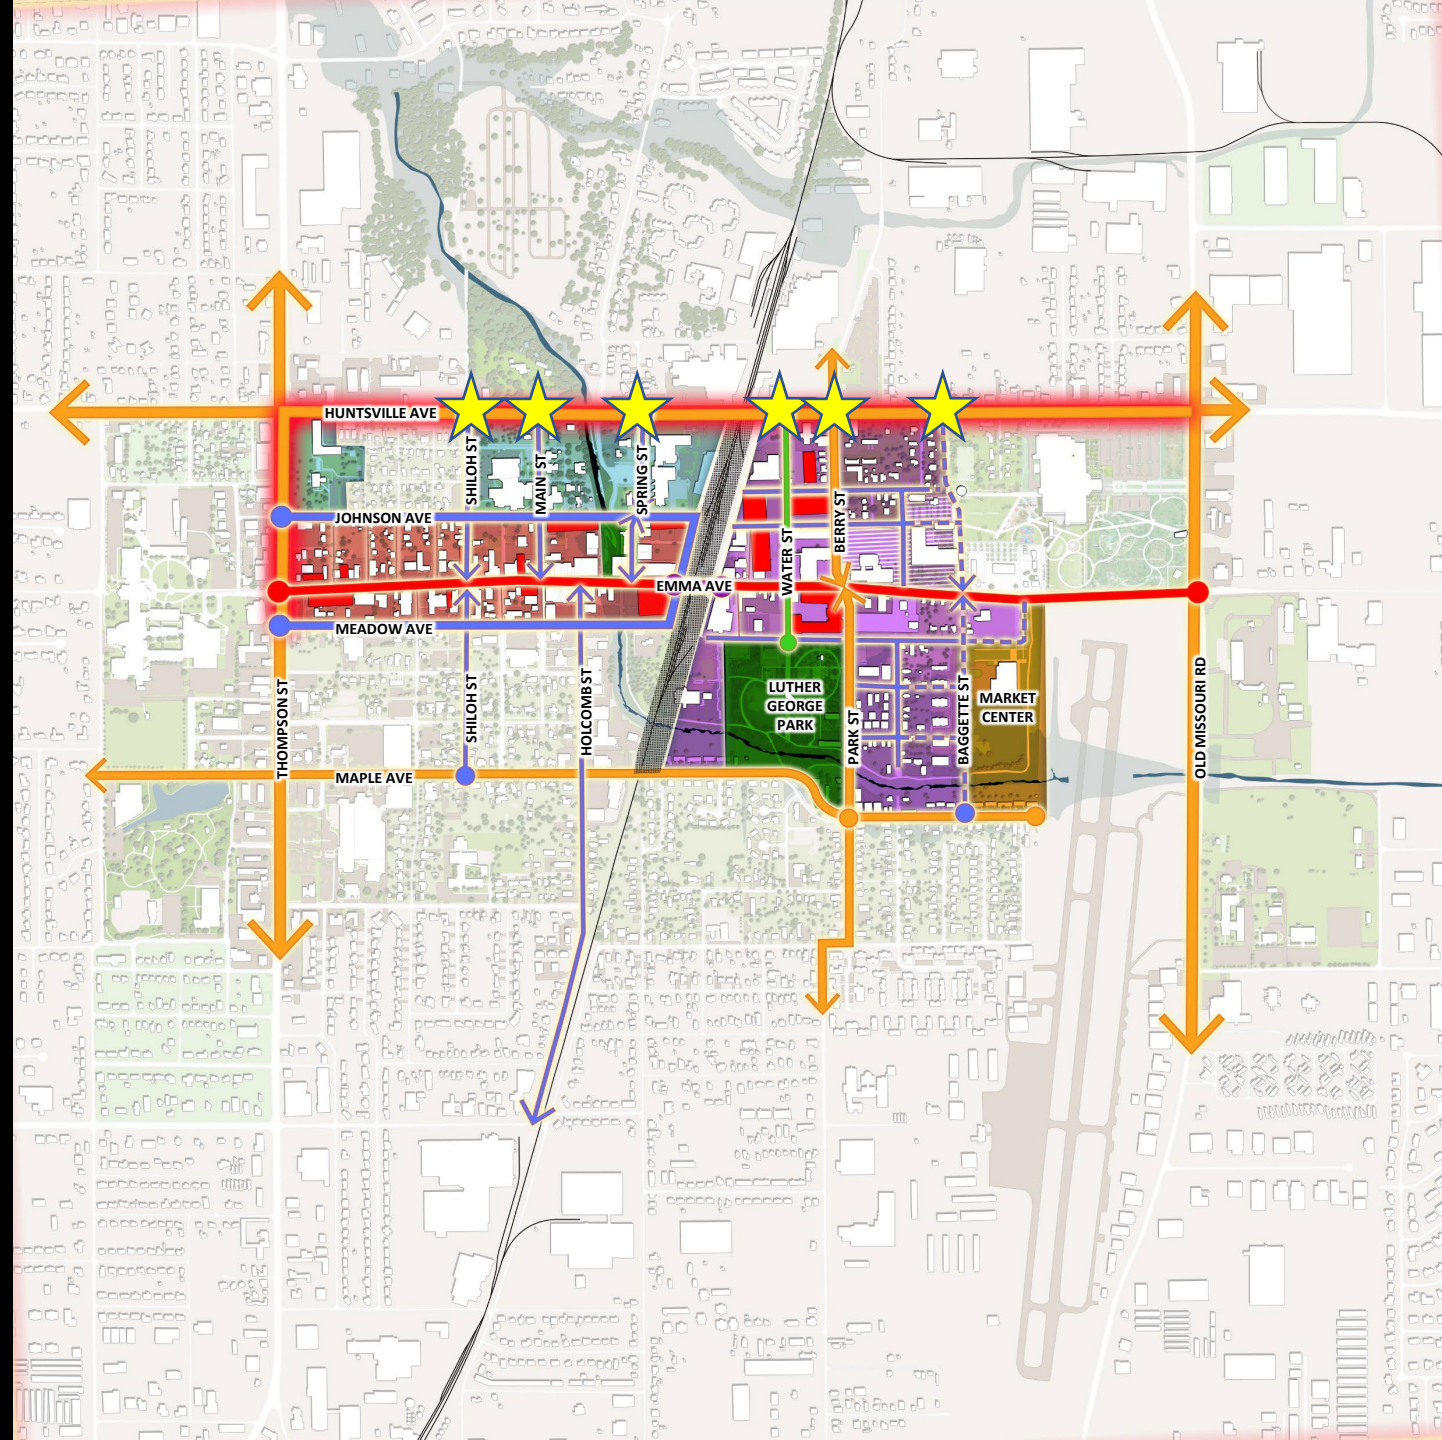 HUNTSVILLE AVE
SHILOH ST
MAIN ST
SPRING ST
JOHNSON AVE
BERRY ST
WATER ST
EMMA AVE
MEADOW AVE
THOMPSON ST
SHILOH ST
HOLCOMB ST
LUTHER
GEORGE
PARK
PARK ST
BAGGETTE ST
MARKET
CENTER
OLD MISSOURI RD
MAPLE AVE